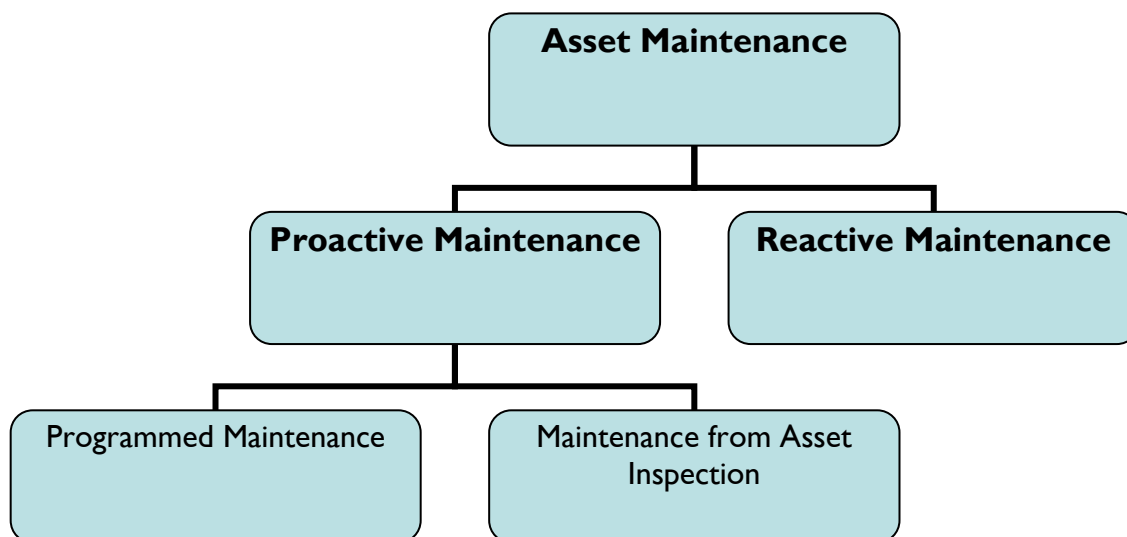 Asset Maintenance
Proactive Maintenance
Reactive Maintenance
Programmed Maintenance
Maintenance from Asset
Inspection